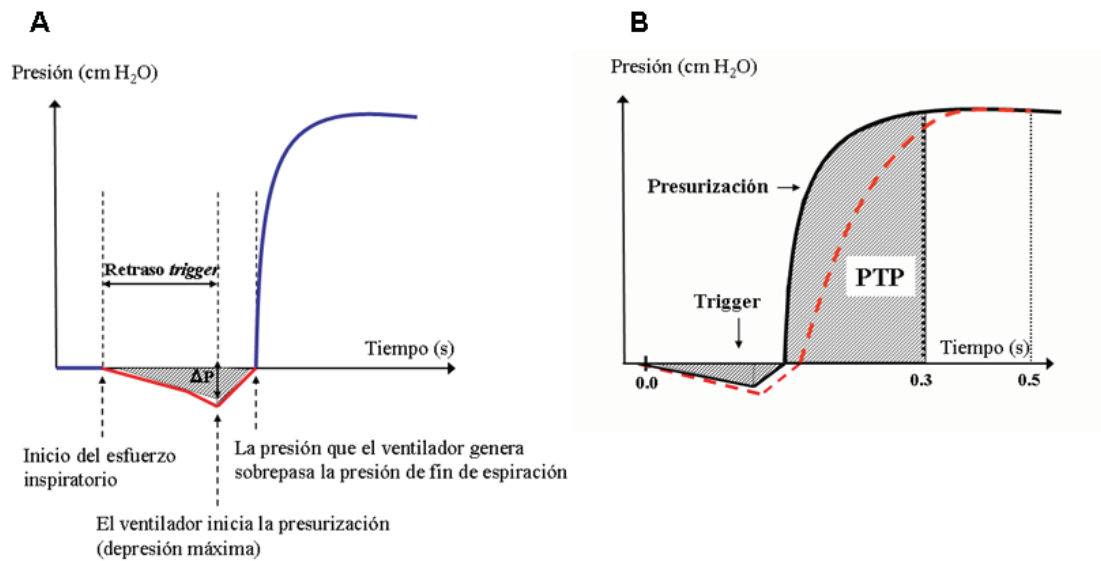 A
Presión (cm H₂O)
Retraso trigger
Tiempo (s)
ΔP
Inicio del esfuerzo
inspiratorio
La presión que el ventilador genera
sobrepasa la presión de fin de espiración
El ventilador inicia la presurización
(depresión máxima)
B
Presión (cm H₂O)
Presurización
PTP
Trigger
Tiempo (s)
0.0
0.3
0.5